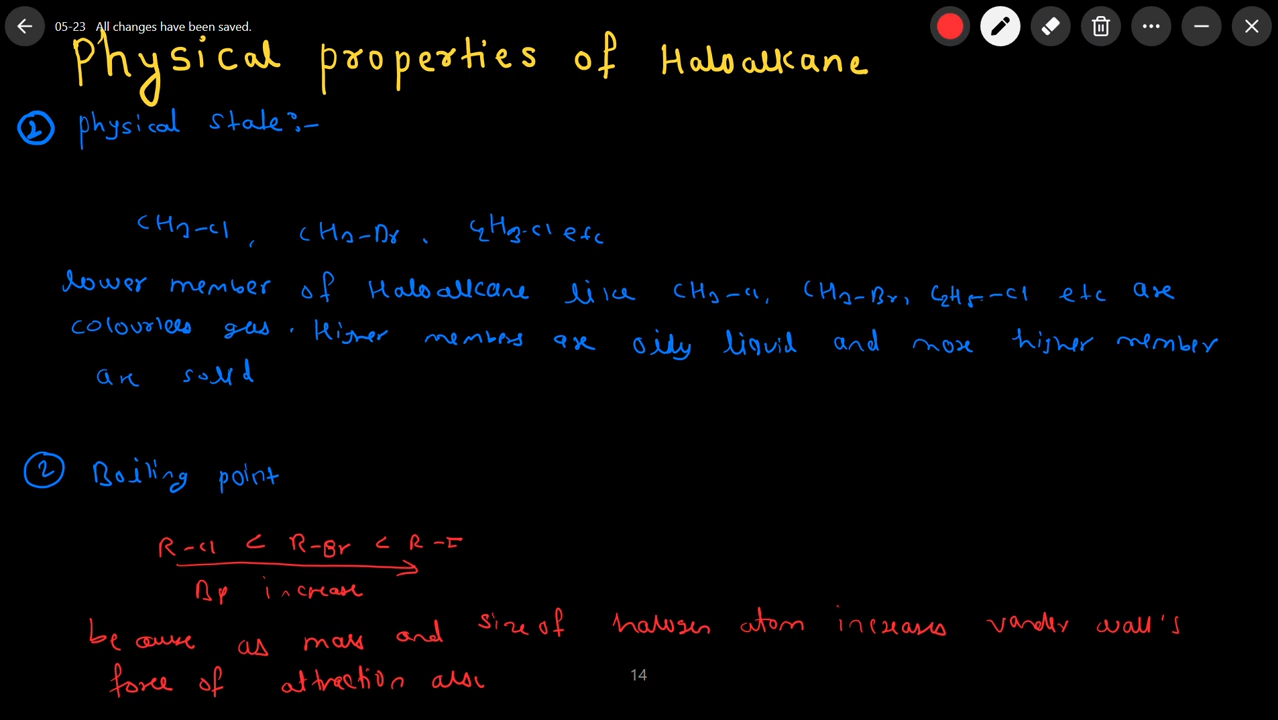 05-23 All changes have been saved.
Physical properties of Haloalkane
1 physical state:-
CH3-Cl, CH3-Br, C2H5-Cl etc
lower member of Haloalkane like CH3-Cl, CH3-Br, C2H5-Cl etc are
colourless gas. Higher members are oily liquid and more higher member
are solid
2 Boiling point
R-Cl < R-Br < R-I
Bp increase
because as mass and size of halogen atom increases vander wall's
force of attraction also
14